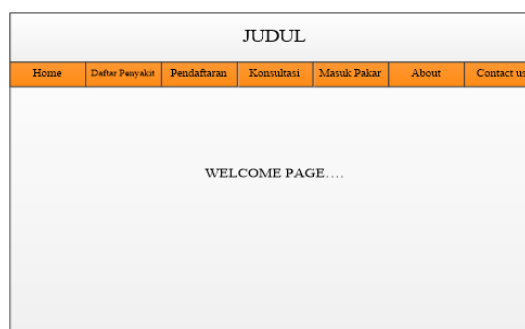 JUDUL
Home Daftar Penyakit Pendaftaran Konsultasi Masuk Pakar About Contact us
WELCOME PAGE....